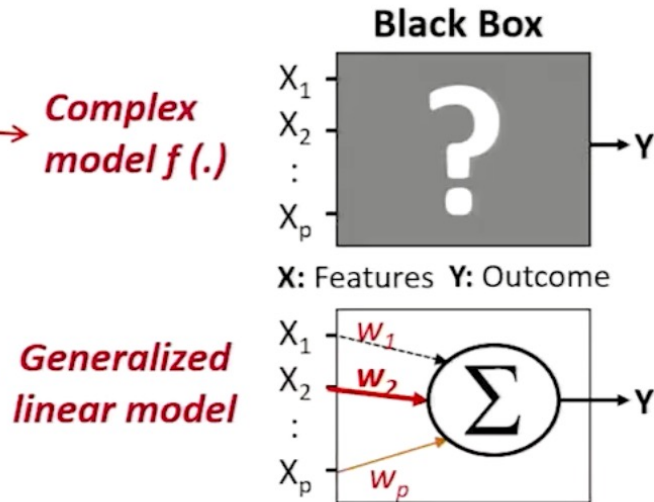 Black Box
Complex
model f (.)
X₁
X₂
:
Xₚ
?
Y
X: Features Y: Outcome
Generalized
linear model
X₁
X₂
:
Xₚ
w₁
w₂
wₚ
Σ
Y